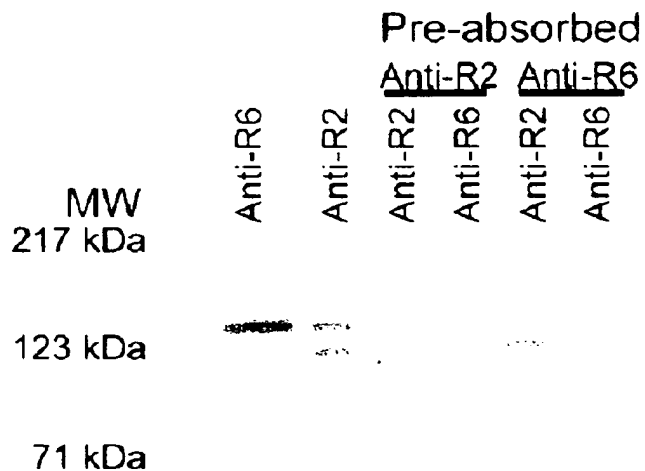 Pre-absorbed
Anti-R2 Anti-R6
Anti-R6 Anti-R2 Anti-R2 Anti-R6 Anti-R2 Anti-R6
MW
217 kDa
123 kDa
71 kDa